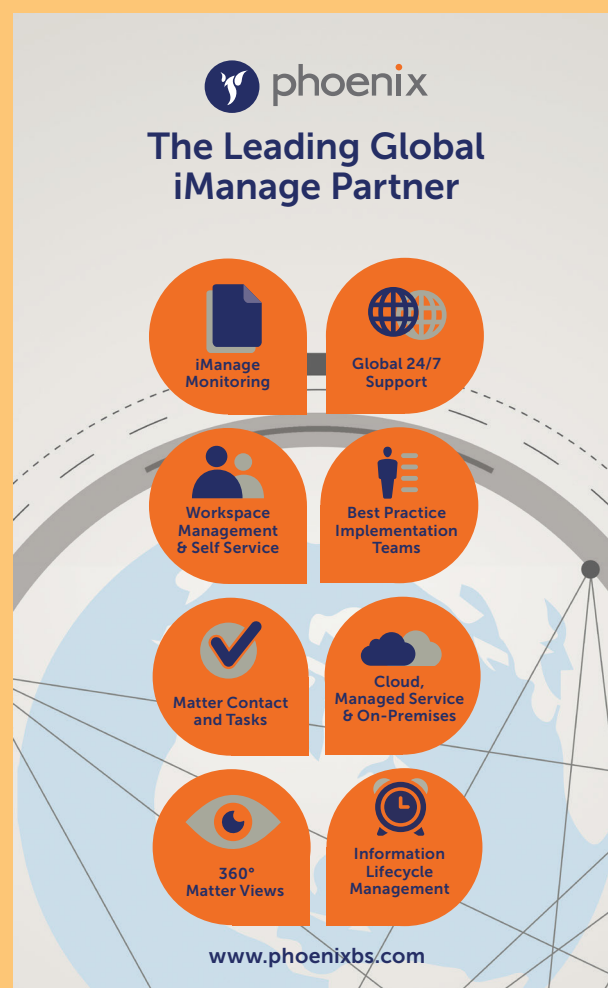 phoenix
The Leading Global
iManage Partner
iManage
Monitoring
Global 24/7
Support
Workspace
Management
& Self Service
Best Practice
Implementation
Teams
Matter Contact
and Tasks
Cloud,
Managed Service
& On-Premises
360°
Matter Views
Information
Lifecycle
Management
www.phoenixbs.com